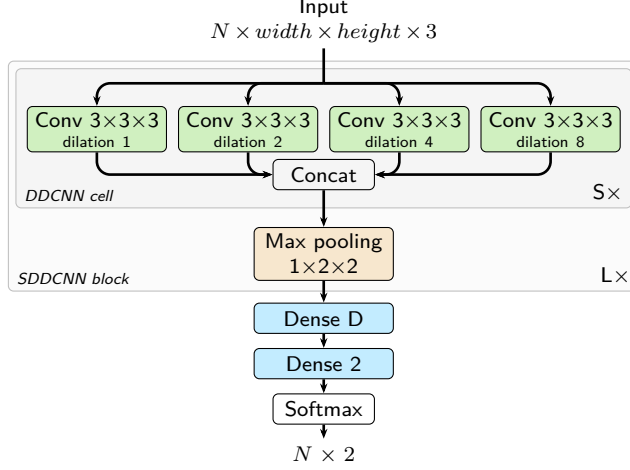 Input
N × width × height × 3
Conv 3×3×3
dilation 1
Conv 3×3×3
dilation 2
Conv 3×3×3
dilation 4
Conv 3×3×3
dilation 8
Concat
DDCNN cell
S×
Max pooling
1×2×2
SDDCNN block
L×
Dense D
Dense 2
Softmax
N × 2